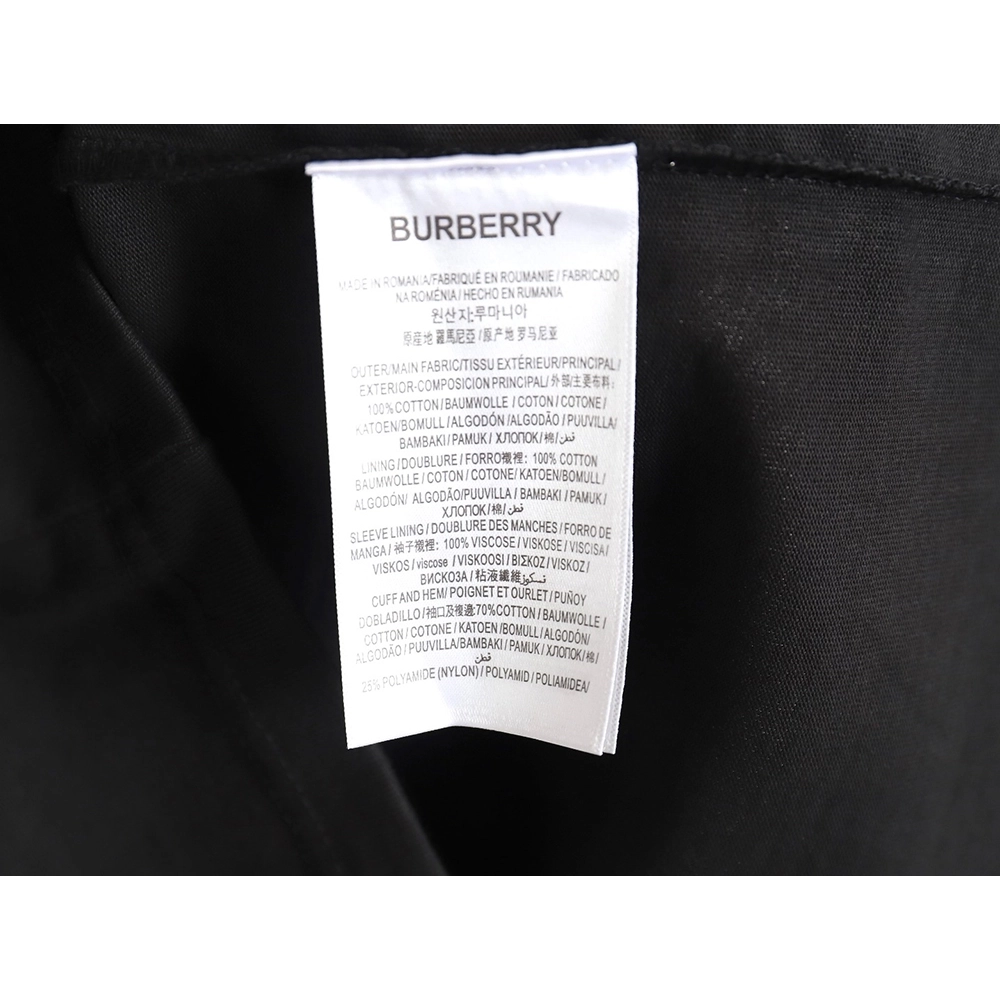 BURBERRY
MADE IN ROMANIA/FABRIQUÉ EN ROUMANIE / FABRICADO
NA ROMÉNIA / HECHO EN RUMANIA
원산지:루마니아
原産地 羅馬尼亞 / 原产地 罗马尼亚
OUTER/MAIN FABRIC/TISSU EXTÉRIEUR/PRINCIPAL/
EXTERIOR-COMPOSICION PRINCIPAL/ 外部/主要布料:
100% COTTON / BAUMWOLLE / COTON / COTONE /
KATOEN/BOMULL / ALGODÓN /ALGODÃO / PUUVILLA/
BAMBAKI / PAMUK / ХЛОПОК /棉/قطن
LINING / DOUBLURE / FORRO襯裡: 100% COTTON
BAUMWOLLE / COTON / COTONE/ KATOEN/BOMULL /
ALGODÓN/ ALGODÃO/PUUVILLA / BAMBAKI / PAMUK /
ХЛОПОК/棉/قطن
SLEEVE LINING / DOUBLURE DES MANCHES / FORRO DE
MANGA / 袖子襯裡: 100% VISCOSE / VISKOSE / VISCISA/
VISKOS / viscose / VISKOOSI / ΒΙΣΚΟΖ / VISKOZ /
ВИСКОЗА / 粘液纖維/تسكوز
CUFF AND HEM/ POIGNET ET OURLET / PUÑOY
DOBLADILLO / 袖口及複邊:70%COTTON / BAUMWOLLE /
COTTON / COTONE / KATOEN /BOMULL / ALGODÓN/
ALGODÃO / PUUVILLA/BAMBAKI / PAMUK / ХЛОПОК/棉/
قطن
25% POLYAMIDE (NYLON) / POLYAMID / POLIAMIDEA/